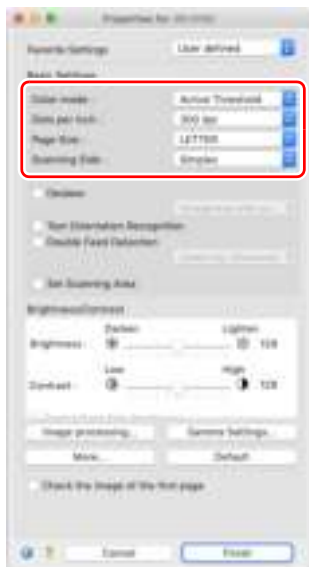 Properties for
Favorite Settings User defined
Basic Settings
Color mode: Active Threshold
Dots per inch: 300 dpi
Page Size: LETTER
Scanning Side: Simplex
Deskew
Text Orientation Recognition
Double Feed Detection
Set Scanning Area
Brightness/Contrast
Darken Lighten
Brightness: 128
Low High
Contrast: 128
Image processing... Gamma Settings...
More... Default
Check the image of the first page
? Cancel Finish